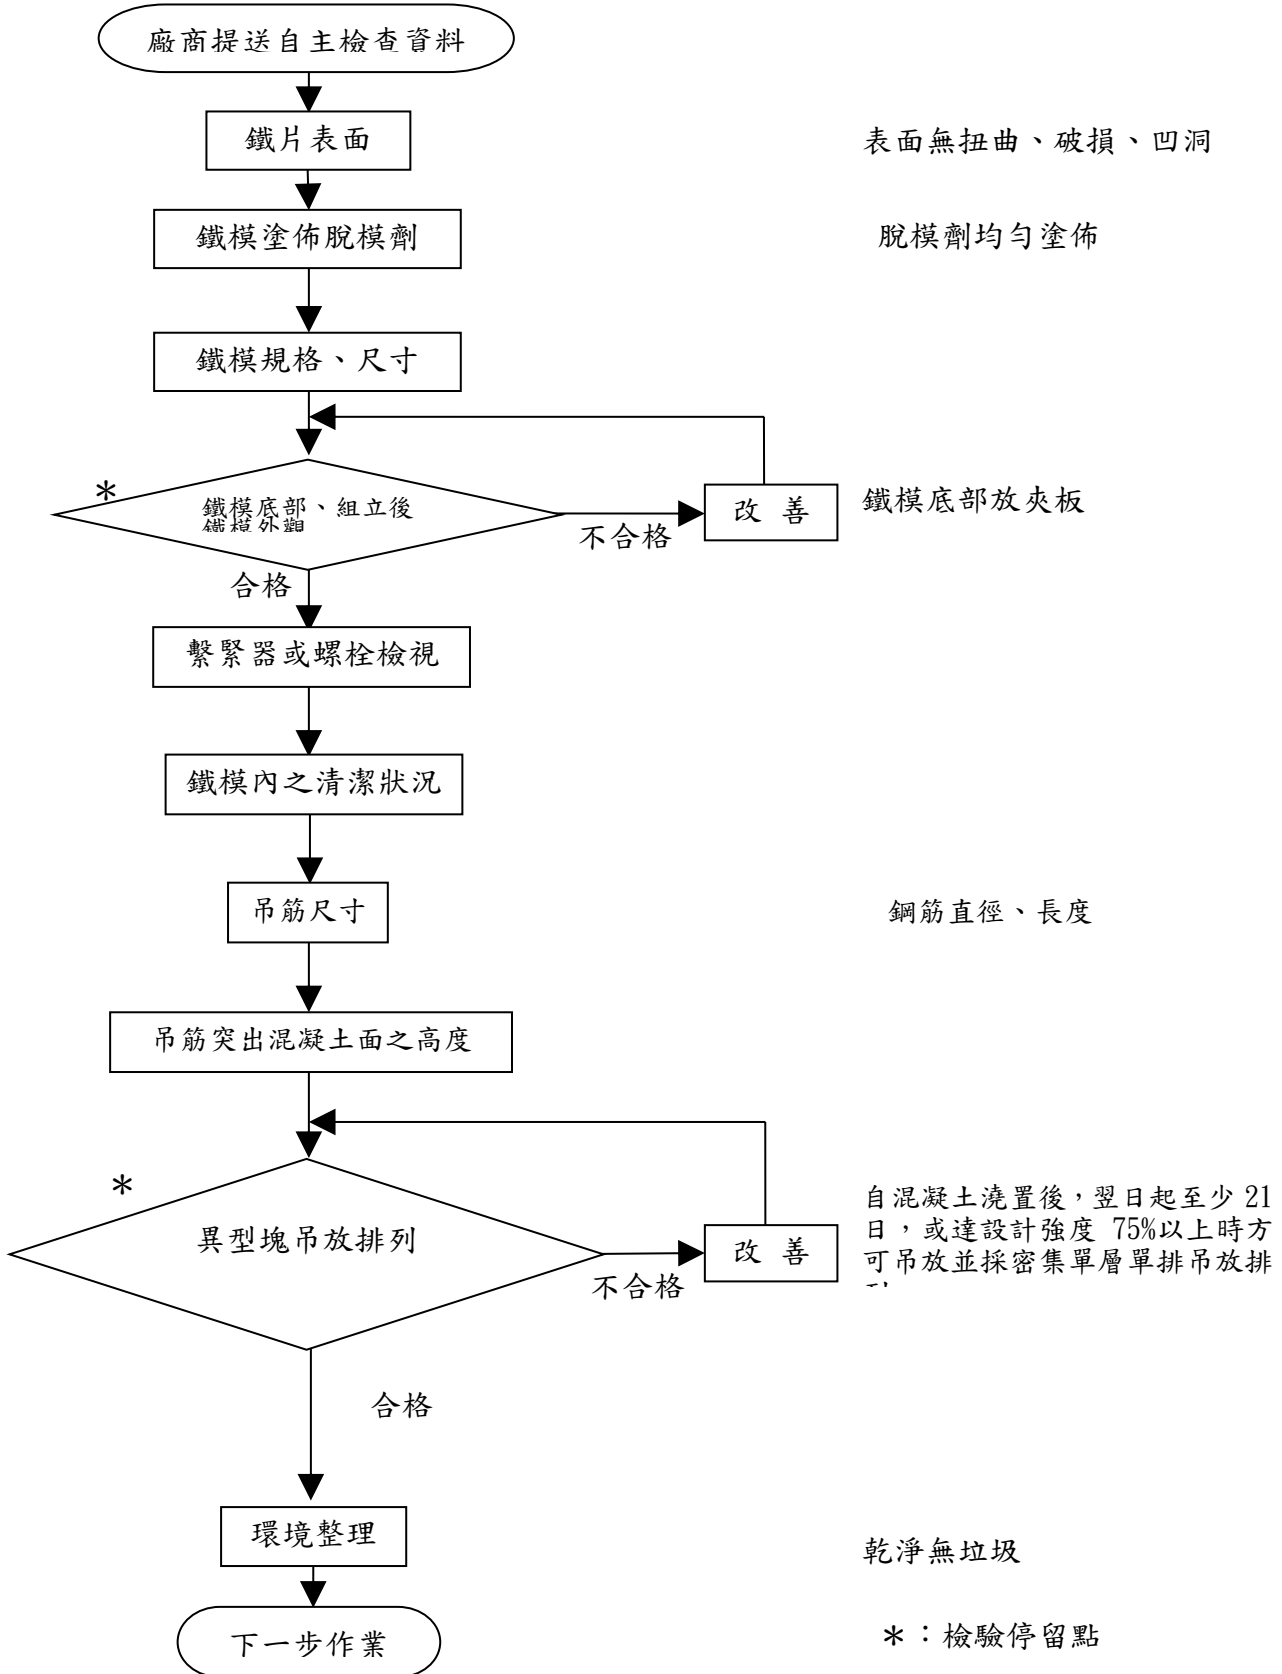 廠商提送自主檢查資料
鐵片表面
表面無扭曲、破損、凹洞
鐵模塗佈脫模劑
脫模劑均勻塗佈
鐵模規格、尺寸
*
鐵模底部、組立後
鐵模外觀
不合格
改 善
鐵模底部放夾板
合格
繫緊器或螺栓檢視
鐵模內之清潔狀況
吊筋尺寸
鋼筋直徑、長度
吊筋突出混凝土面之高度
*
異型塊吊放排列
不合格
改 善
自混凝土澆置後，翌日起至少 21
日，或達設計強度 75%以上時方
可吊放並採密集單層單排吊放排
合格
環境整理
乾淨無垃圾
下一步作業
*：檢驗停留點